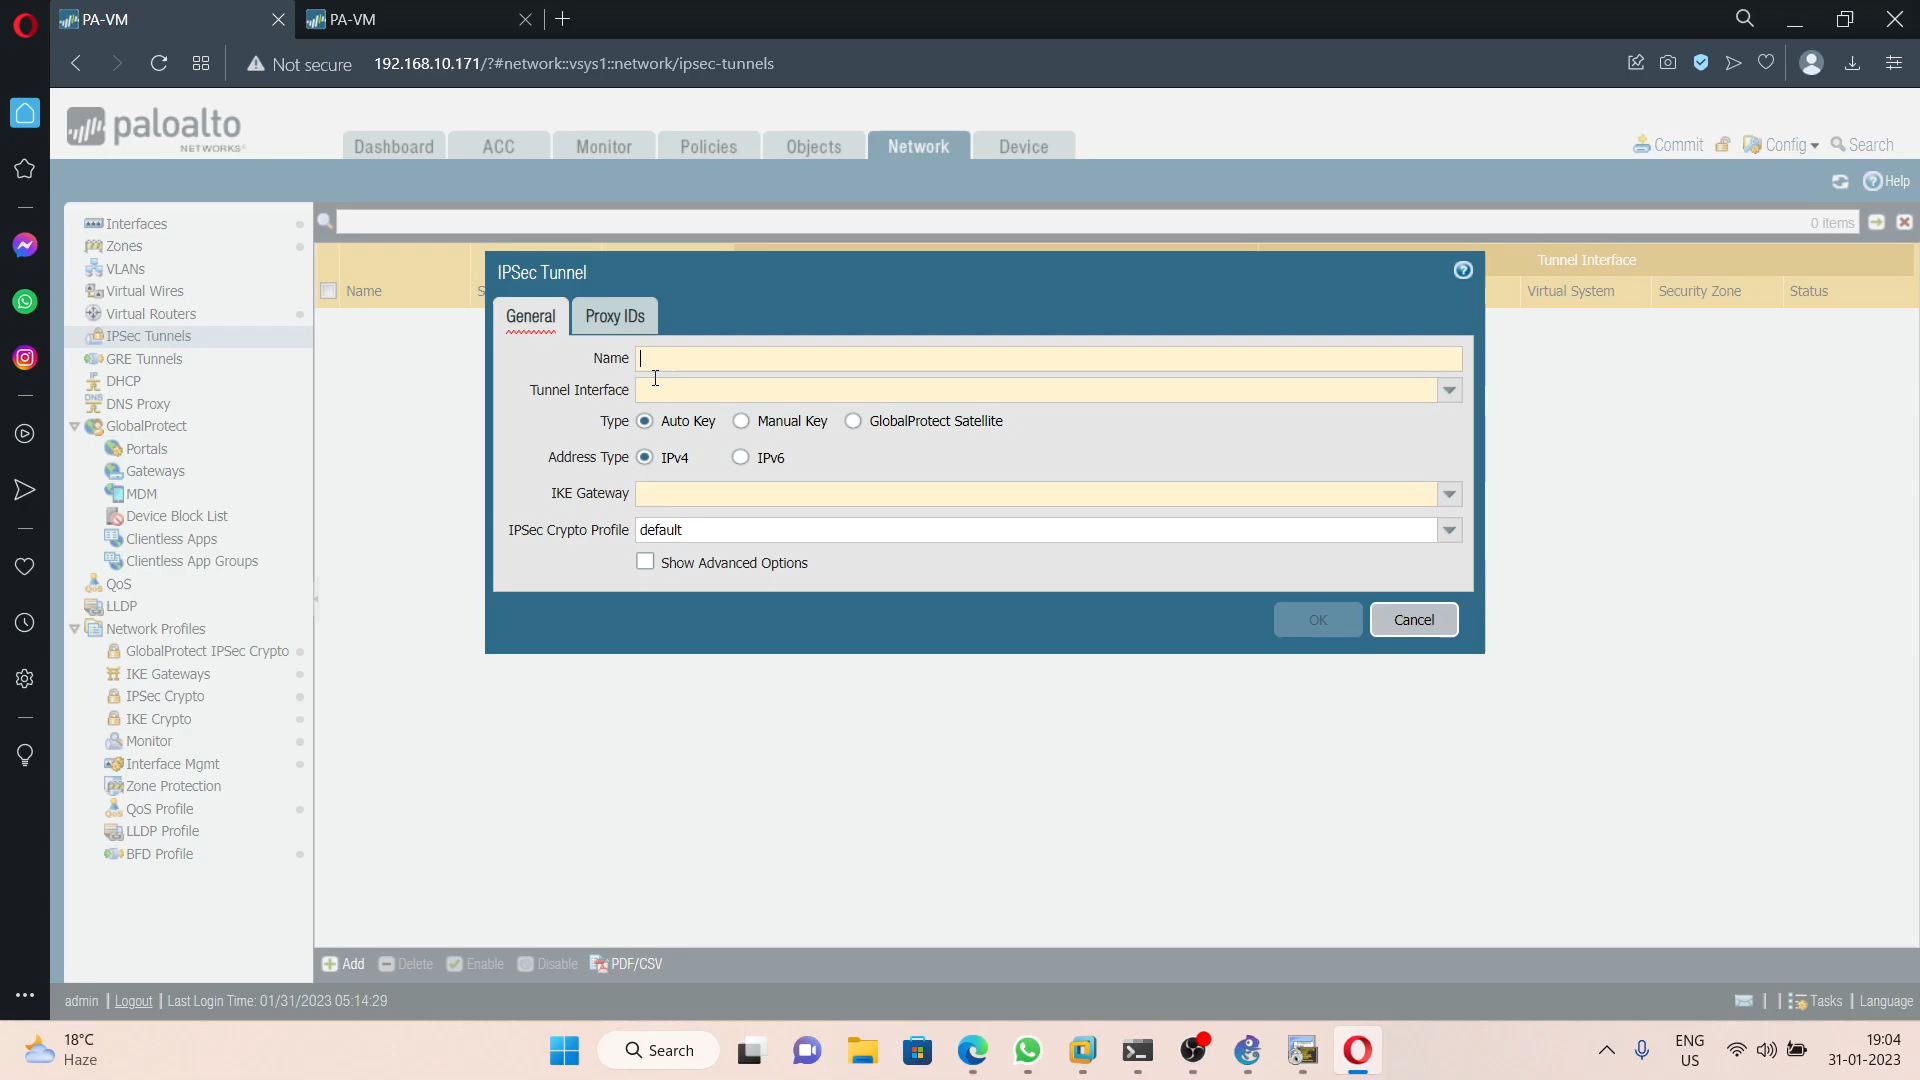 PA-VM
PA-VM
Not secure 192.168.10.171/?#network::vsys1::network/ipsec-tunnels
paloalto
NETWORKS
Dashboard ACC Monitor Policies Objects Network Device
Commit Config Search
Help
0 items
Interfaces
Zones
VLANs
Virtual Wires
Virtual Routers
IPSec Tunnels
GRE Tunnels
DHCP
DNS Proxy
GlobalProtect
Portals
Gateways
MDM
Device Block List
Clientless Apps
Clientless App Groups
QoS
LLDP
Network Profiles
GlobalProtect IPSec Crypto
IKE Gateways
IPSec Crypto
IKE Crypto
Monitor
Interface Mgmt
Zone Protection
QoS Profile
LLDP Profile
BFD Profile
Tunnel Interface
Name S Virtual System Security Zone Status
IPSec Tunnel
General Proxy IDs
Name
Tunnel Interface
Type Auto Key Manual Key GlobalProtect Satellite
Address Type IPv4 IPv6
IKE Gateway
IPSec Crypto Profile default
Show Advanced Options
OK Cancel
Add Delete Enable Disable PDF/CSV
admin | Logout | Last Login Time: 01/31/2023 05:14:29
Tasks | Language
18°C
Haze
Search
ENG
US
19:04
31-01-2023